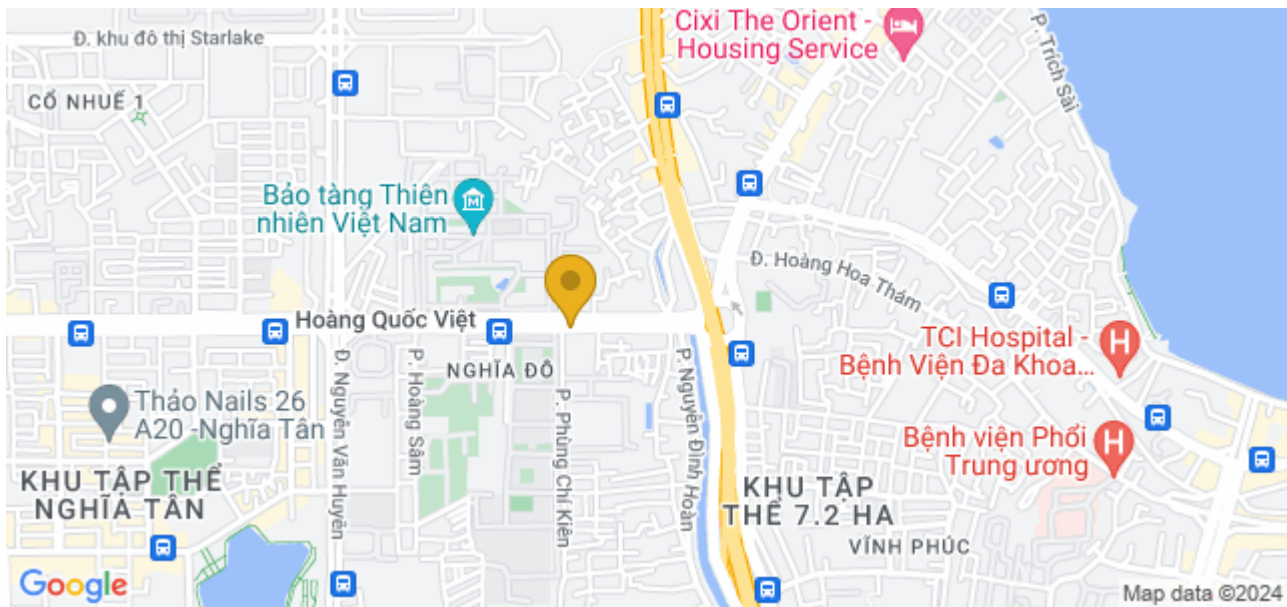 Cixi The Orient -
Housing Service
Đ. khu đô thị Starlake
P. Trích Sài
CỔ NHUẾ 1
Bảo tàng Thiên
nhiên Việt Nam
Đ. Hoàng Hoa Thám
Hoàng Quốc Việt
TCI Hospital -
Bệnh Viện Đa Khoa...
NGHĨA ĐÔ
Đ. Nguyễn Văn Huyên
P. Hoàng Sâm
P. Phùng Chí Kiên
P. Nguyễn Đình Hoàn
Thảo Nails 26
A20 -Nghĩa Tân
Bệnh viện Phổi
Trung ương
KHU TẬP THỂ
NGHĨA TÂN
KHU TẬP
THỂ 7.2 HA
VĨNH PHÚC
Google
Map data ©2024